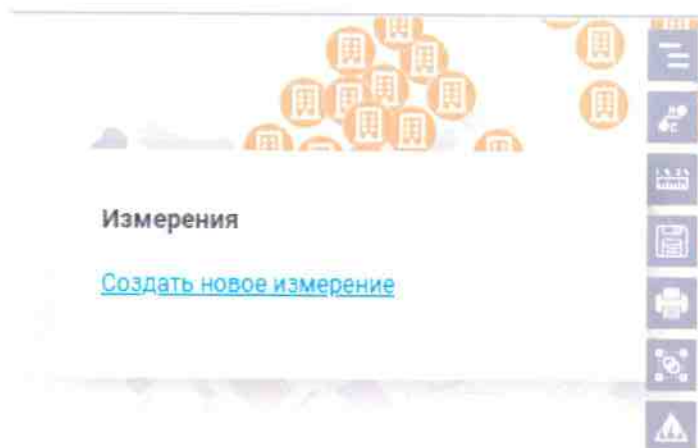 Измерения
Создать новое измерение